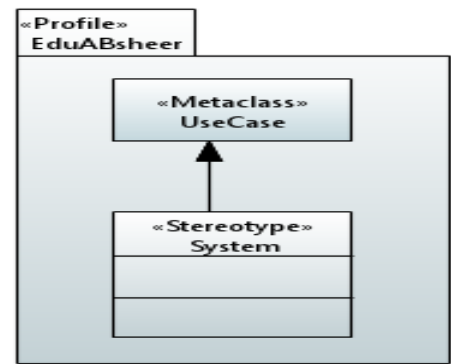 «Profile»
EduABsheer
«Metaclass»
UseCase
«Stereotype»
System